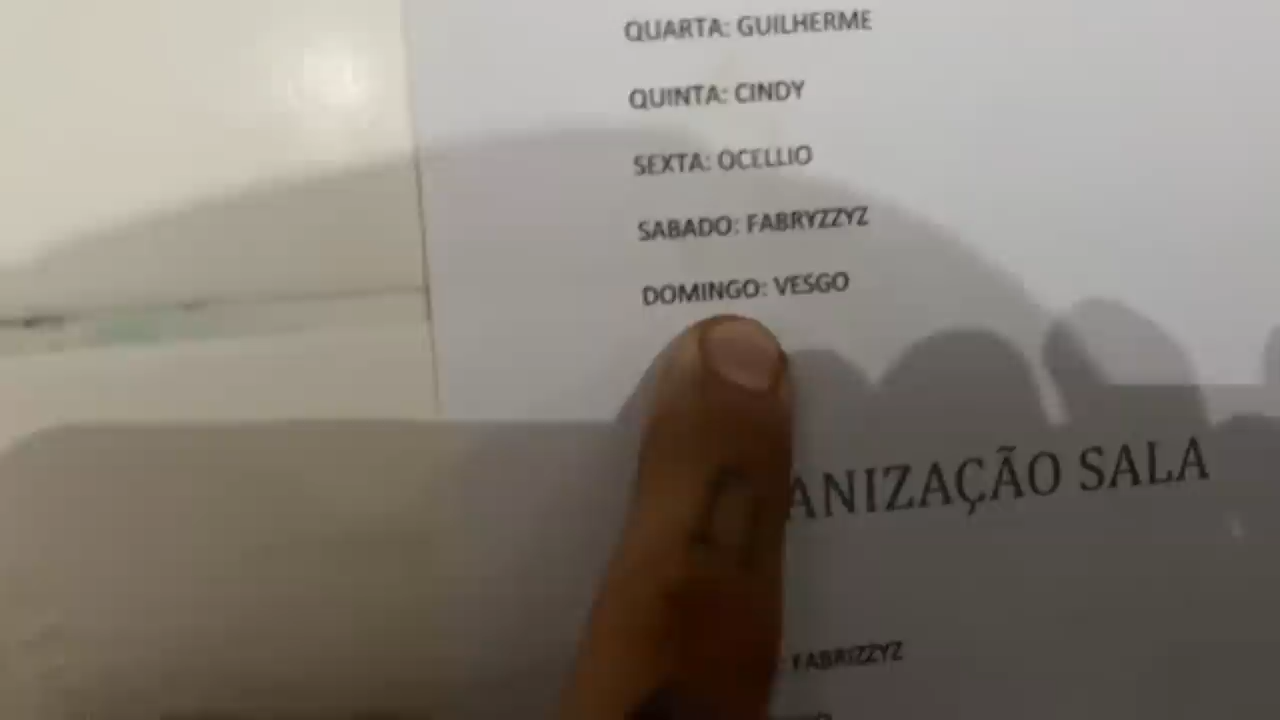 QUARTA: GUILHERME
QUINTA: CINDY
SEXTA: OCELLIO
SABADO: FABRYZZYZ
DOMINGO: VESGO
ANIZAÇÃO SALA
: FABRIZZYZ